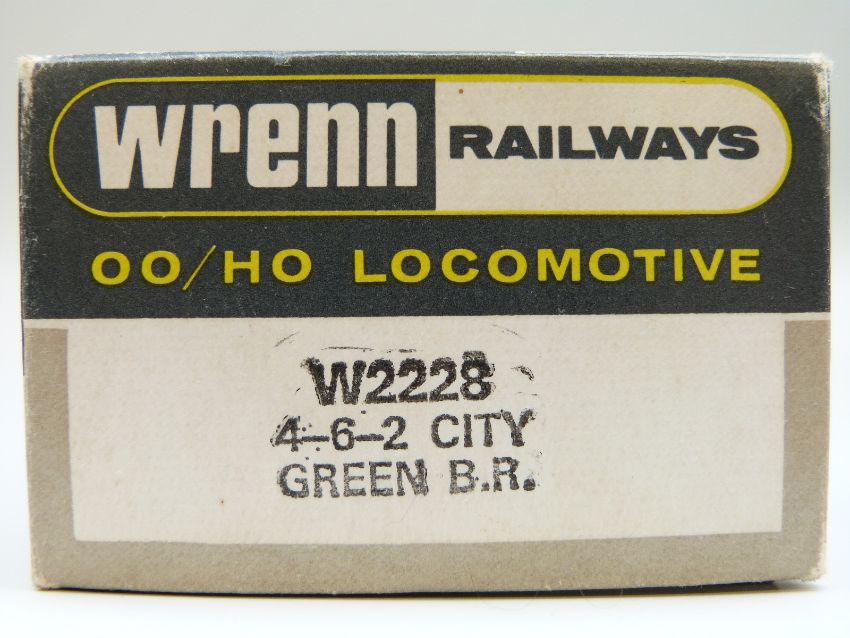 wrenn RAILWAYS
OO/HO LOCOMOTIVE
W2228
4-6-2 CITY
GREEN B.R.